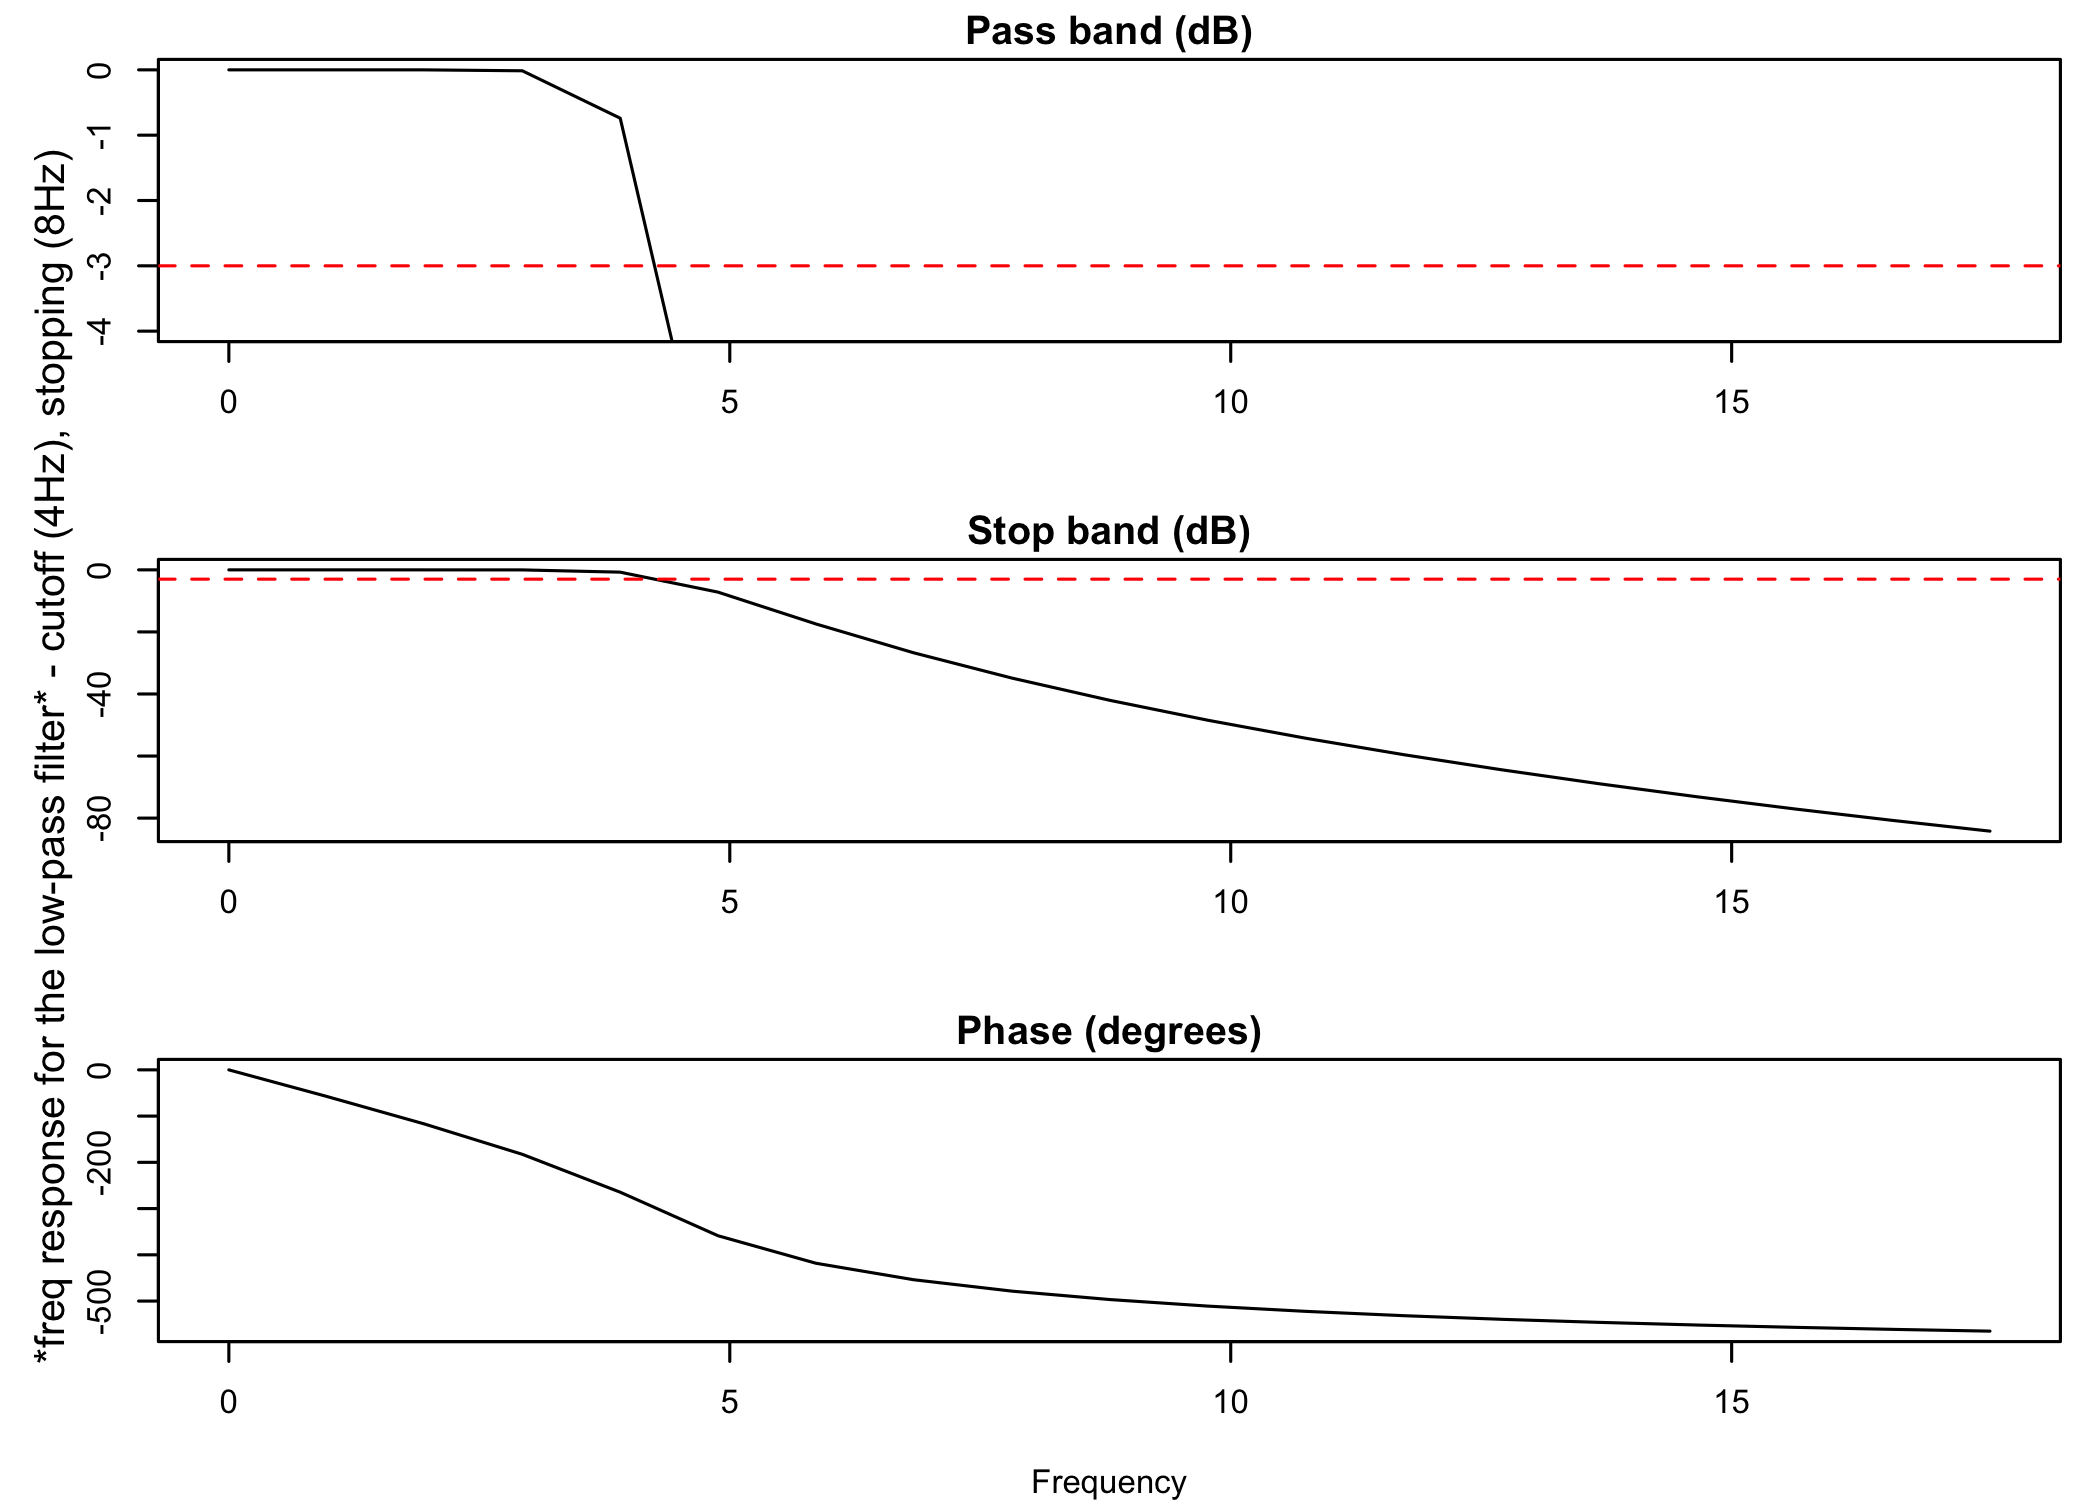 *freq response for the low-pass filter* - cutoff (4Hz), stopping (8Hz)
Pass band (dB)
0
-1
-2
-3
-4
0 5 10 15
Stop band (dB)
0
-40
-80
0 5 10 15
Phase (degrees)
0
-200
-500
0 5 10 15
Frequency